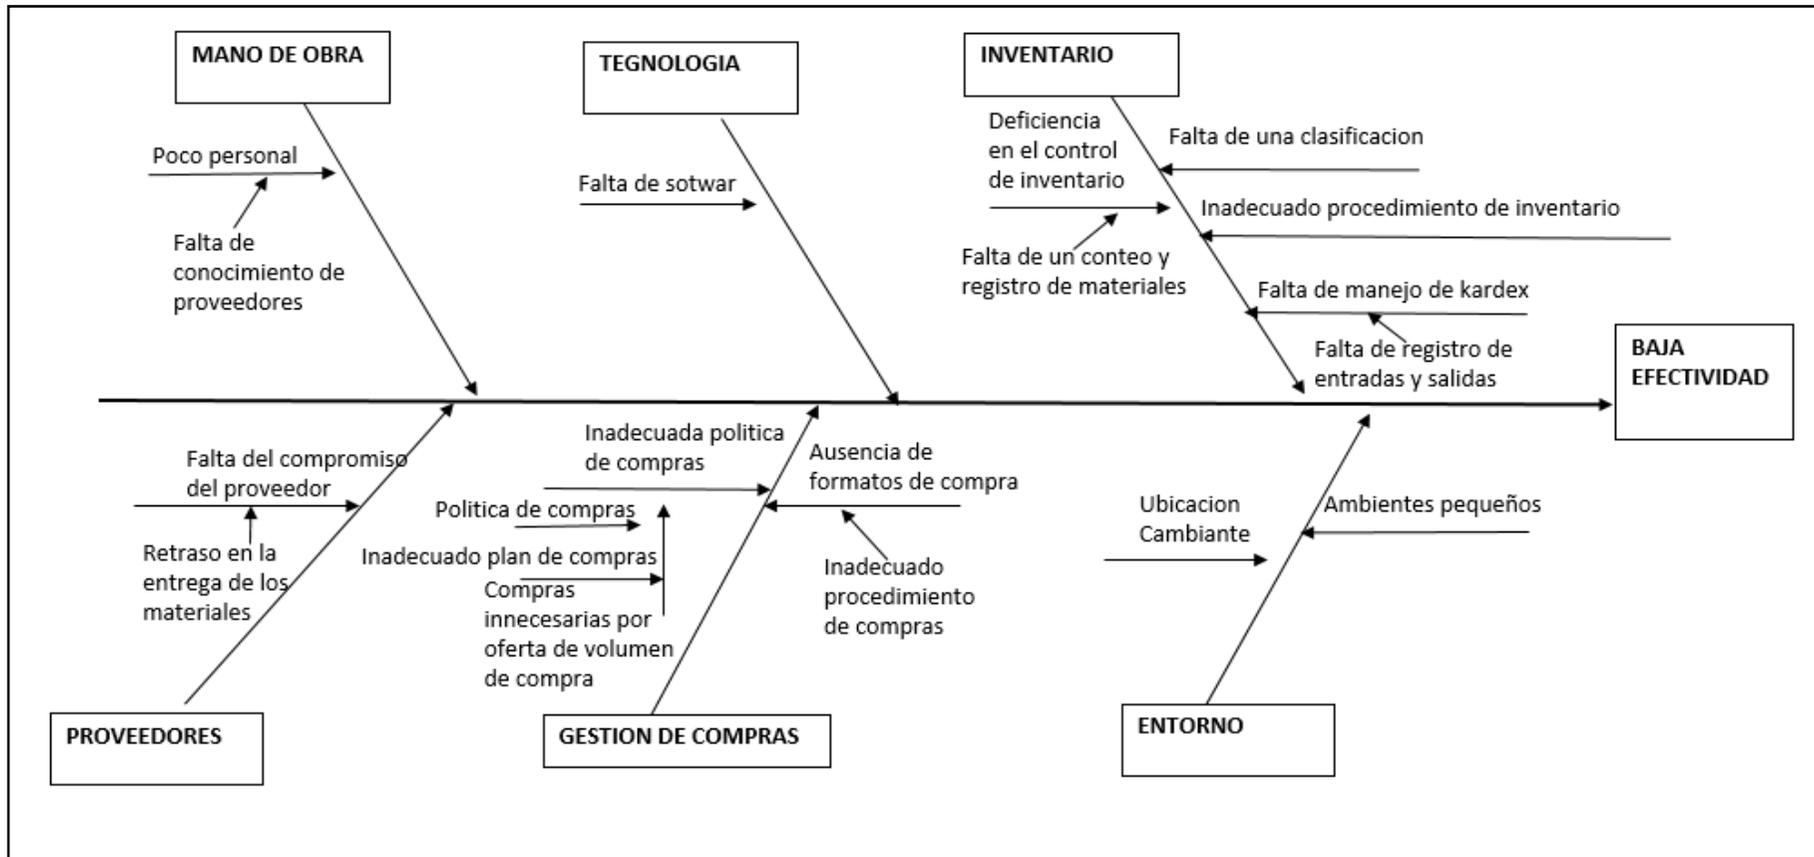 MANO DE OBRA
TEGNOLOGIA
INVENTARIO
Poco personal
Falta de
conocimiento de
proveedores
Falta de sotwar
Deficiencia
en el control
de inventario
Falta de un conteo y
registro de materiales
Falta de una clasificacion
Inadecuado procedimiento de inventario
Falta de manejo de kardex
Falta de registro de
entradas y salidas
BAJA
EFECTIVIDAD
Falta del compromiso
del proveedor
Retraso en la
entrega de los
materiales
Inadecuada politica
de compras
Politica de compras
Inadecuado plan de compras
Compras
innecesarias por
oferta de volumen
de compra
Ausencia de
formatos de compra
Inadecuado
procedimiento
de compras
Ubicacion
Cambiante
Ambientes pequeños
PROVEEDORES
GESTION DE COMPRAS
ENTORNO